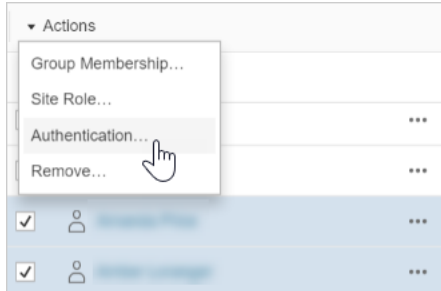 Actions
Group Membership...
Site Role...
Authentication...
Remove...